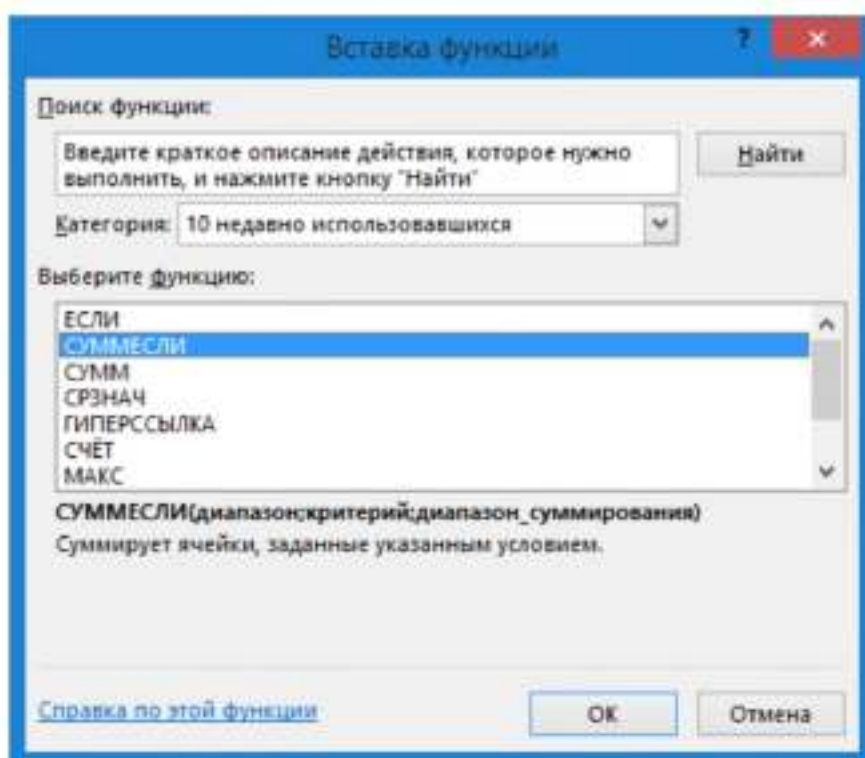 Вставка функции
?
Поиск функции:
Введите краткое описание действия, которое нужно
выполнить, и нажмите кнопку "Найти"
Найти
Категория: 10 недавно использовавшихся
Выберите функцию:
ЕСЛИ
СУММЕСЛИ
СУММ
СРЗНАЧ
ГИПЕРССЫЛКА
СЧЁТ
МАКС
СУММЕСЛИ(диапазон;критерий;диапазон_суммирования)
Суммирует ячейки, заданные указанным условием.
Справка по этой функции
ОК
Отмена